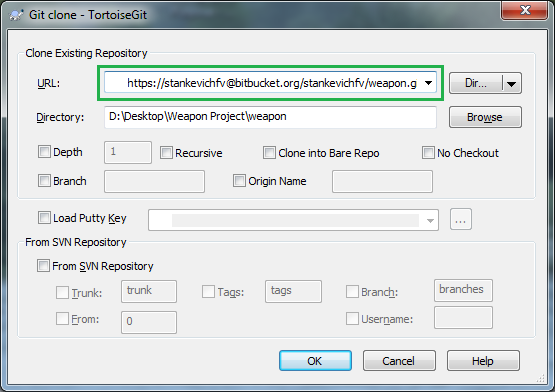 Git clone - TortoiseGit
Clone Existing Repository
URL: https://stankevichfv@bitbucket.org/stankevichfv/weapon.g Dir...
Directory: D:\Desktop\Weapon Project\weapon Browse
Depth 1 Recursive Clone into Bare Repo No Checkout
Branch Origin Name
Load Putty Key ...
From SVN Repository
From SVN Repository
Trunk: trunk Tags: tags Branch: branches
From: 0 Username:
OK Cancel Help